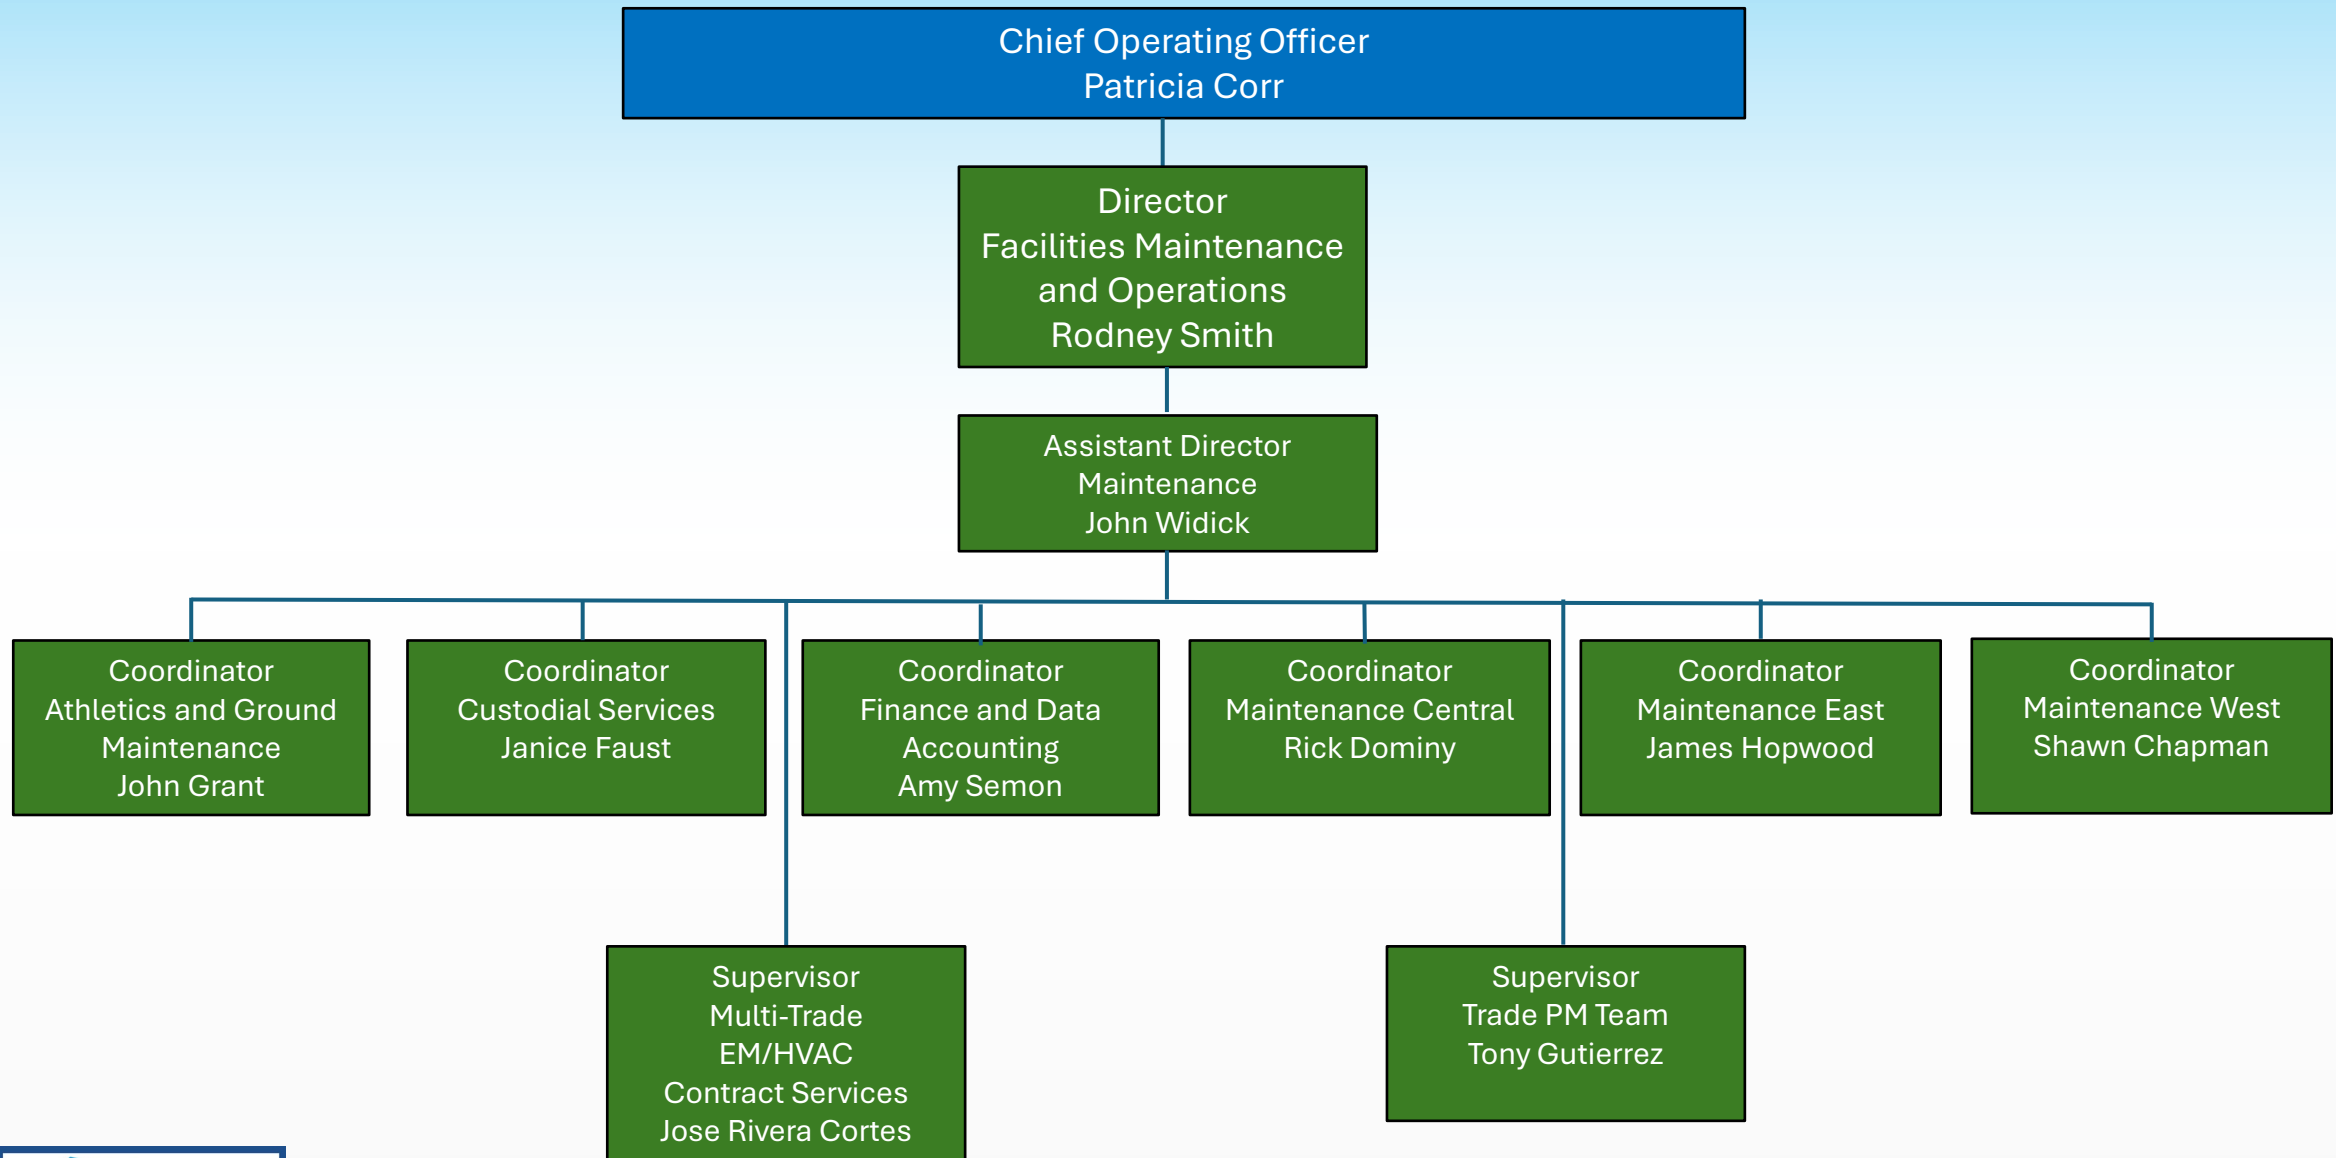 Chief Operating Officer
Patricia Corr
Director
Facilities Maintenance
and Operations
Rodney Smith
Assistant Director
Maintenance
John Widick
Coordinator
Athletics and Ground
Maintenance
John Grant
Coordinator
Custodial Services
Janice Faust
Coordinator
Finance and Data
Accounting
Amy Semon
Coordinator
Maintenance Central
Rick Dominy
Coordinator
Maintenance East
James Hopwood
Coordinator
Maintenance West
Shawn Chapman
Supervisor
Multi-Trade
EM/HVAC
Contract Services
Jose Rivera Cortes
Supervisor
Trade PM Team
Tony Gutierrez